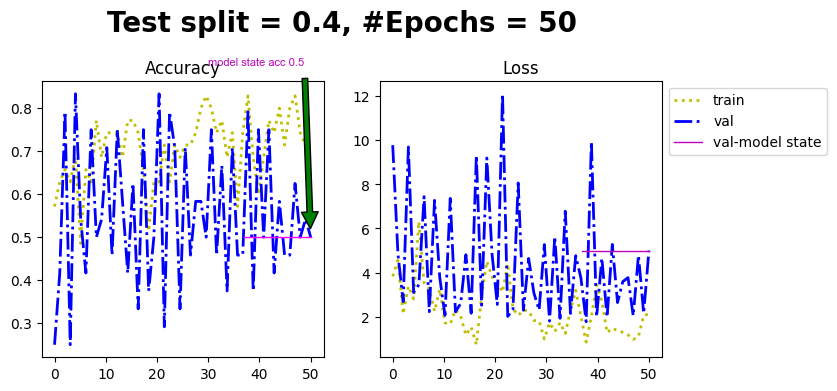 Test split = 0.4, #Epochs = 50
model state acc 0.5
Accuracy
Loss
0.8
0.7
0.6
0.5
0.4
0.3
0 10 20 30 40 50
12
10
8
6
4
2
0 10 20 30 40 50
train
val
val-model state